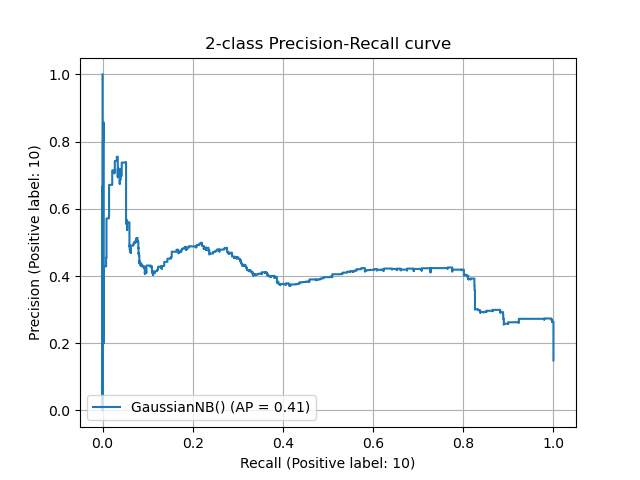 2-class Precision-Recall curve
1.0
0.8
0.6
0.4
0.2
0.0
Precision (Positive label: 10)
GaussianNB() (AP = 0.41)
0.0 0.2 0.4 0.6 0.8 1.0
Recall (Positive label: 10)